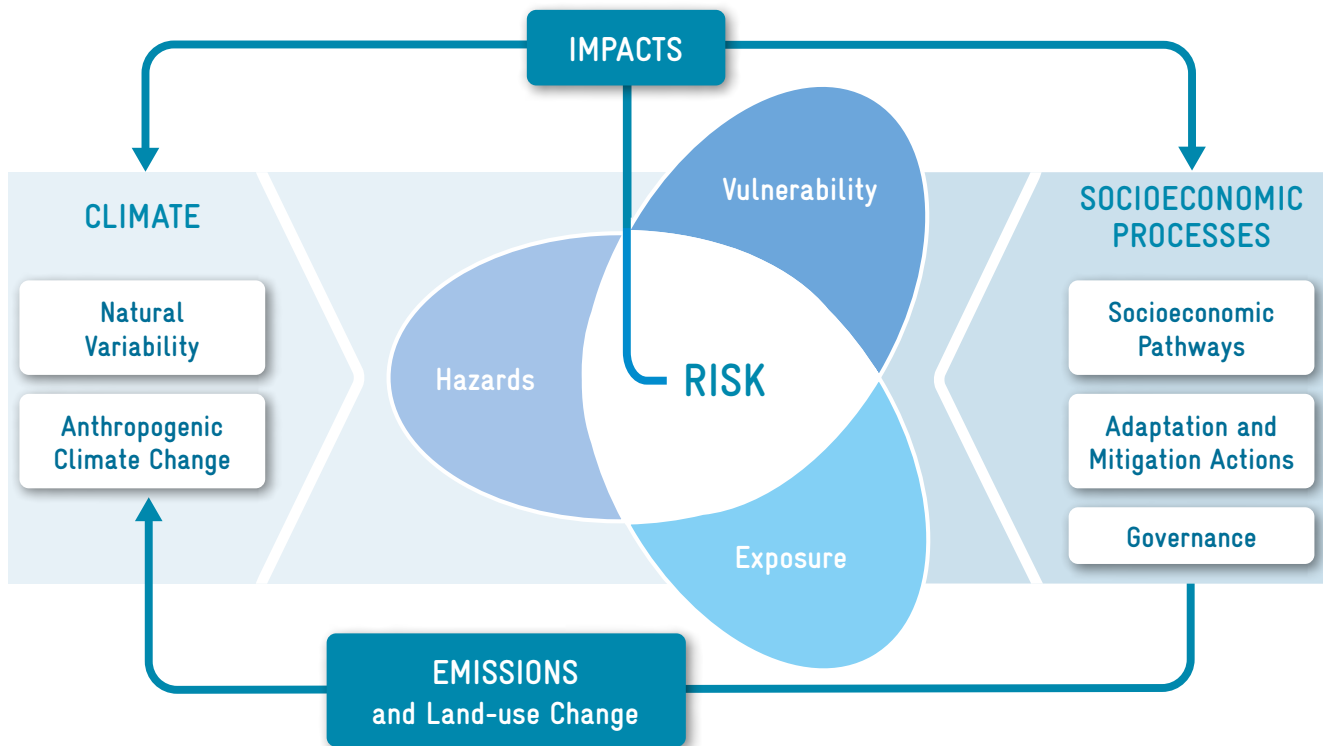 IMPACTS
CLIMATE
Natural
Variability
Anthropogenic
Climate Change
Vulnerability
Hazards
RISK
Exposure
SOCIOECONOMIC
PROCESSES
Socioeconomic
Pathways
Adaptation and
Mitigation Actions
Governance
EMISSIONS
and Land-use Change